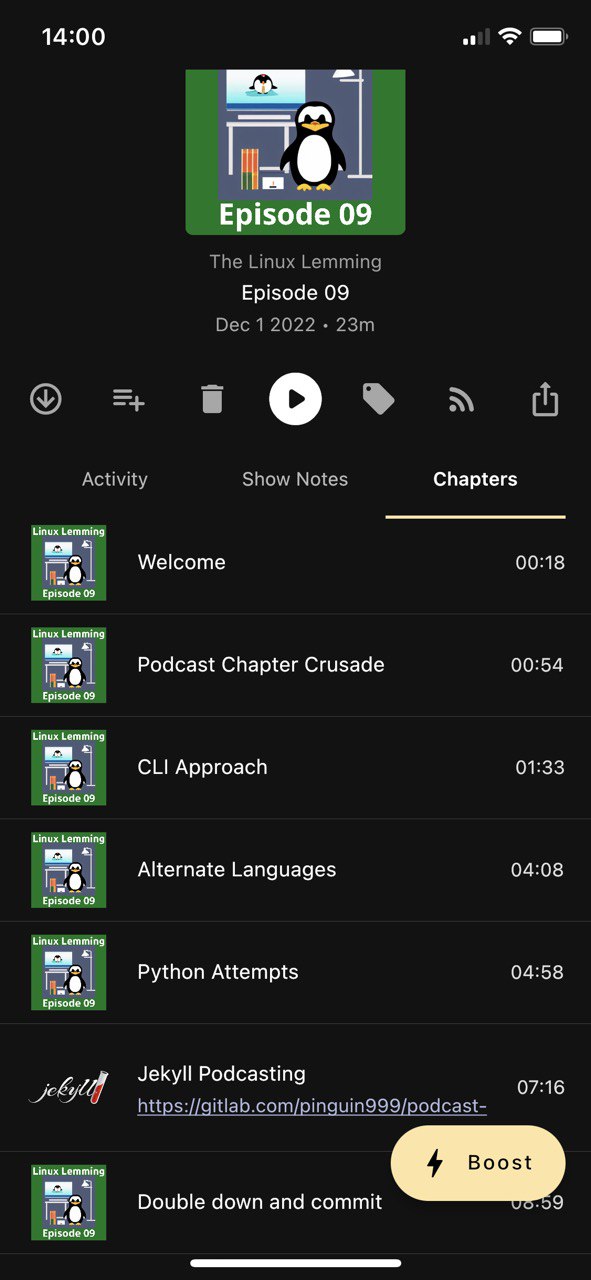 14:00
Episode 09
The Linux Lemming
Episode 09
Dec 1 2022 • 23m
Activity Show Notes Chapters
Linux Lemming
Episode 09
Welcome 00:18
Linux Lemming
Episode 09
Podcast Chapter Crusade 00:54
Linux Lemming
Episode 09
CLI Approach 01:33
Linux Lemming
Episode 09
Alternate Languages 04:08
Linux Lemming
Episode 09
Python Attempts 04:58
jekyll
Jekyll Podcasting 07:16
https://gitlab.com/pinguin999/podcast-
Boost
Linux Lemming
Episode 09
Double down and commit 08:59